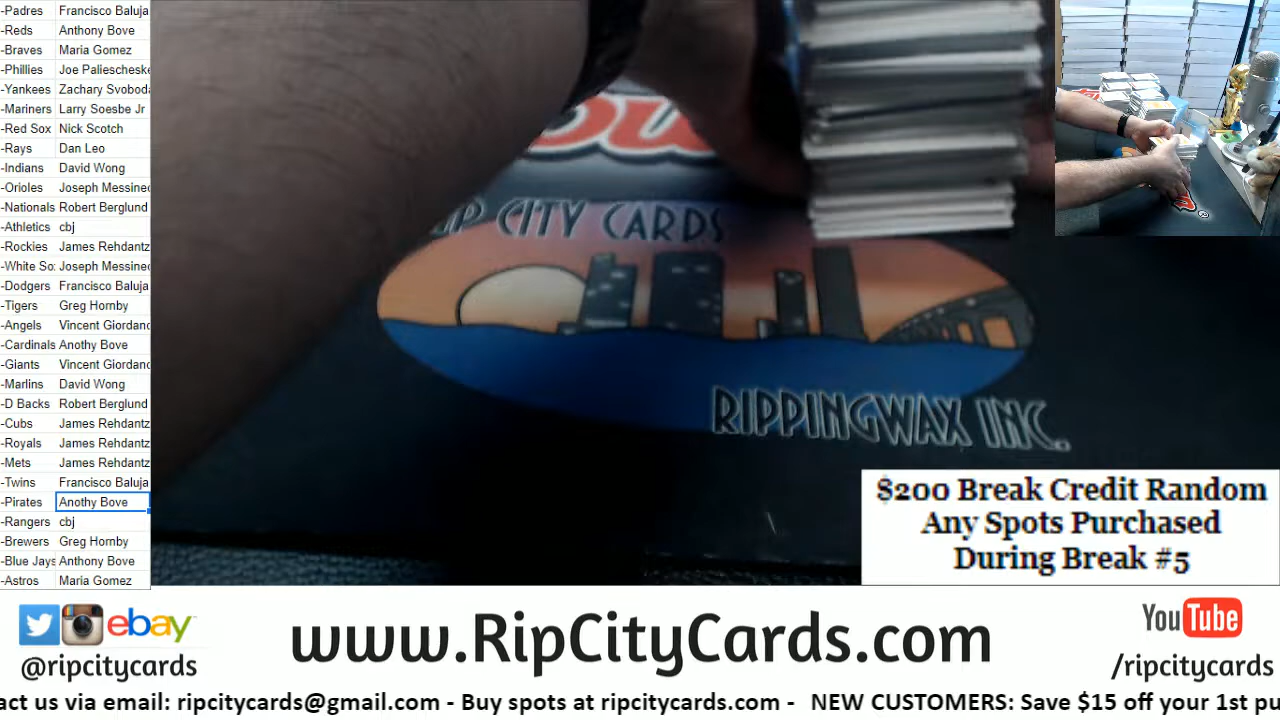 -Padres Francisco Baluja
-Reds Anthony Bove
-Braves Maria Gomez
-Phillies Joe Paliescheske
-Yankees Zachary Svoboda
-Mariners Larry Soesbe Jr
-Red Sox Nick Scotch
-Rays Dan Leo
-Indians David Wong
-Orioles Joseph Messinec
-Nationals Robert Berglund
-Athletics cbj
-Rockies James Rehdantz
-White So Joseph Messinec
-Dodgers Francisco Baluja
-Tigers Greg Hornby
-Angels Vincent Giordano
-Cardinals Anothy Bove
-Giants Vincent Giordano
-Marlins David Wong
-D Backs Robert Berglund
-Cubs James Rehdantz
-Royals James Rehdantz
-Mets James Rehdantz
-Twins Francisco Baluja
-Pirates Anothy Bove
-Rangers cbj
-Brewers Greg Hornby
-Blue Jays Anthony Bove
-Astros Maria Gomez
IP CITY CARDS
RIPPINGWAX INC.
$200 Break Credit Random
Any Spots Purchased
During Break #5
ebay
@ripcitycards
www.RipCityCards.com
YouTube
/ripcitycards
act us via email: ripcitycards@gmail.com - Buy spots at ripcitycards.com - NEW CUSTOMERS: Save $15 off your 1st pu